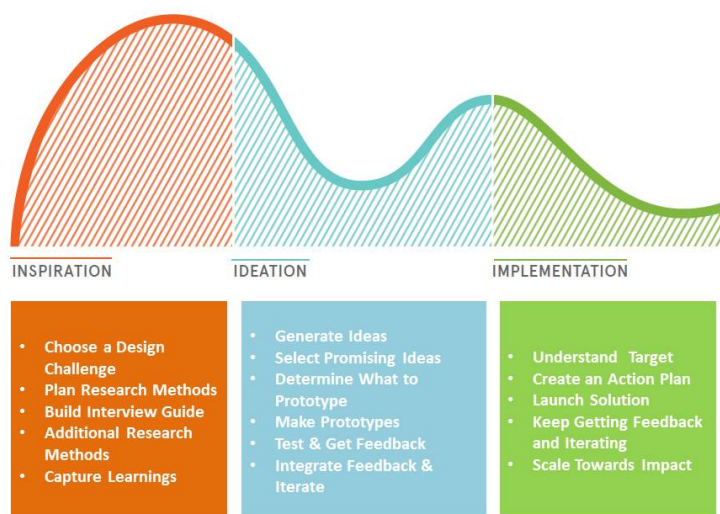 INSPIRATION
IDEATION
IMPLEMENTATION
• Choose a Design
Challenge
• Plan Research Methods
• Build Interview Guide
• Additional Research
Methods
• Capture Learnings
• Generate Ideas
• Select Promising Ideas
• Determine What to
Prototype
• Make Prototypes
• Test & Get Feedback
• Integrate Feedback &
Iterate
• Understand Target
• Create an Action Plan
• Launch Solution
• Keep Getting Feedback
and Iterating
• Scale Towards Impact